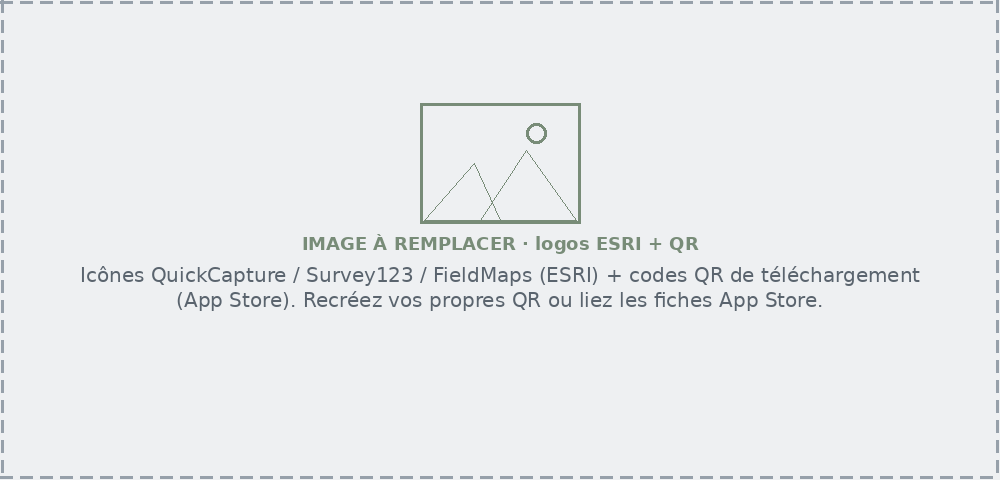 IMAGE À REMPLACER · logos ESRI + QR
Icônes QuickCapture / Survey123 / FieldMaps (ESRI) + codes QR de téléchargement
(App Store). Recréez vos propres QR ou liez les fiches App Store.